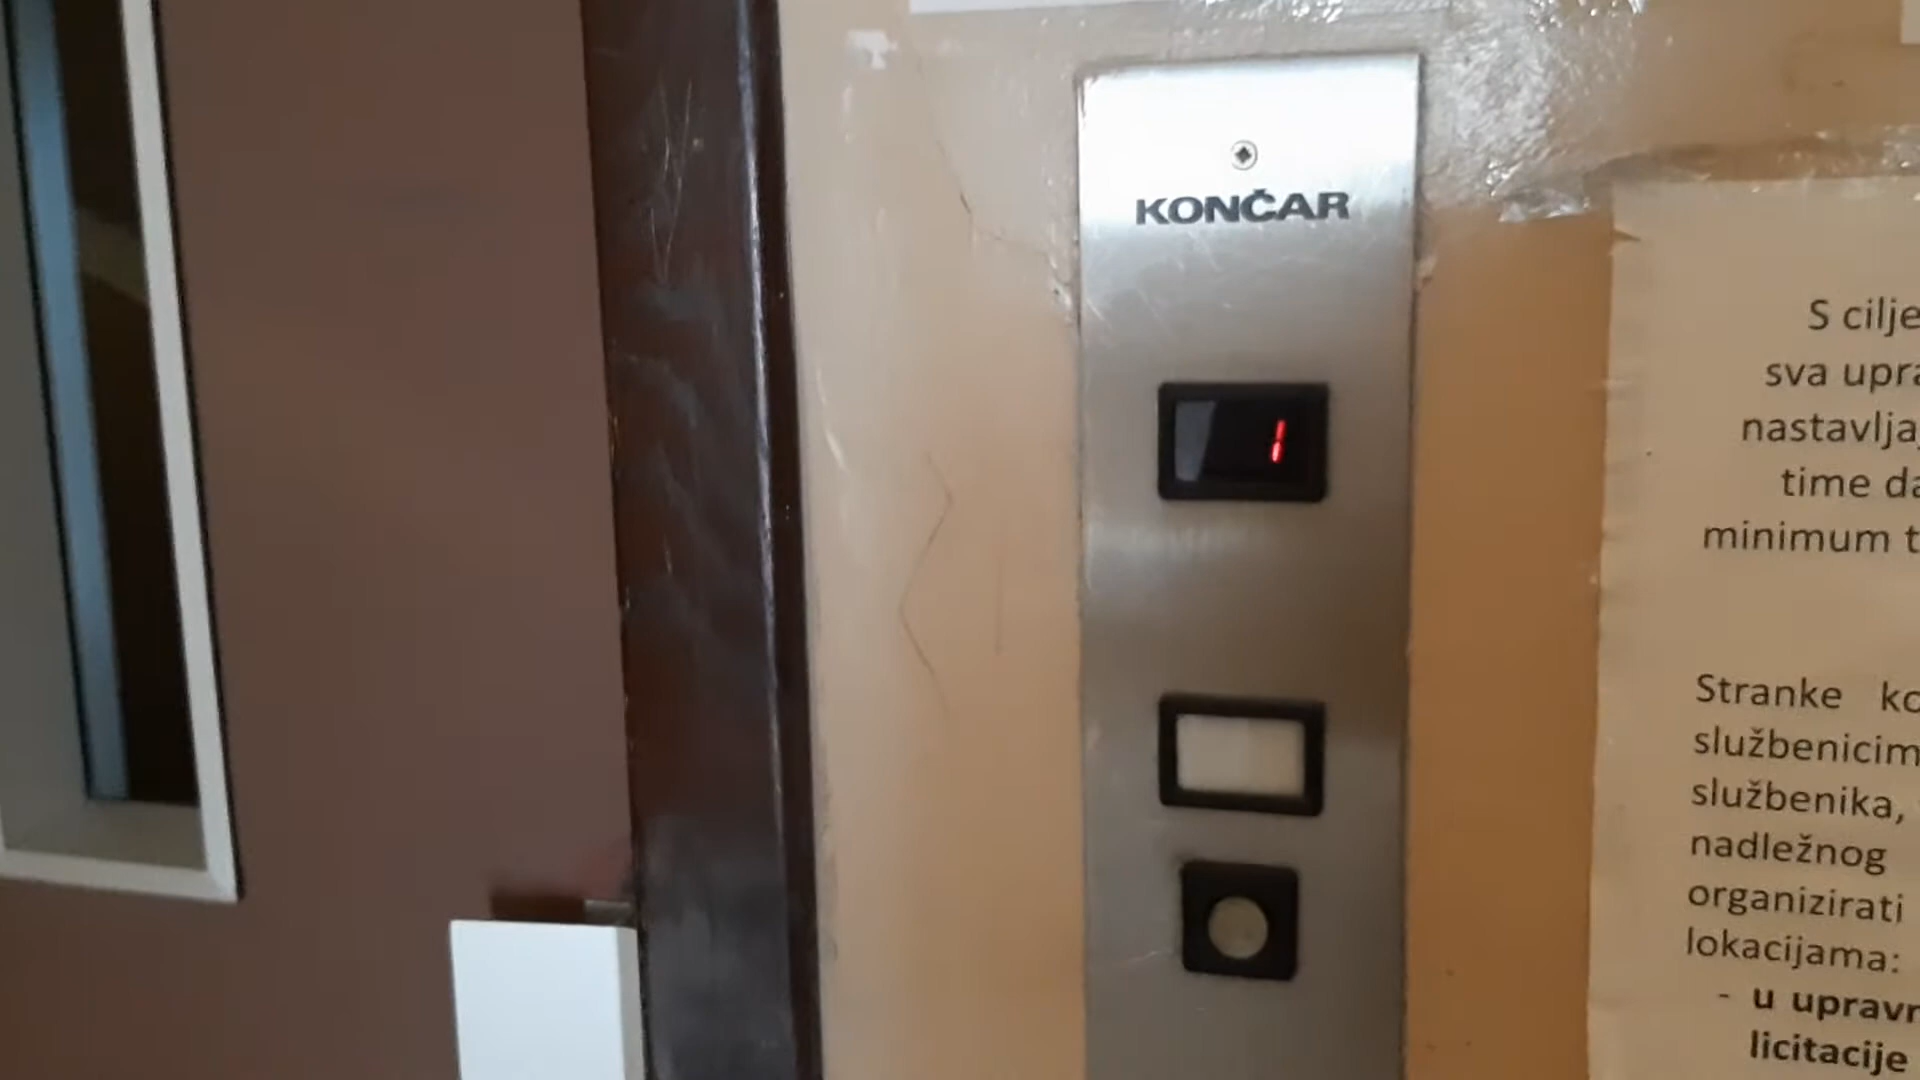 KONČAR
1
S cilje
sva upra
nastavlja
time da
minimum t
Stranke ko
službenicim
službenika,
nadležnog
organizirati
lokacijama:
- u upravn
licitacije